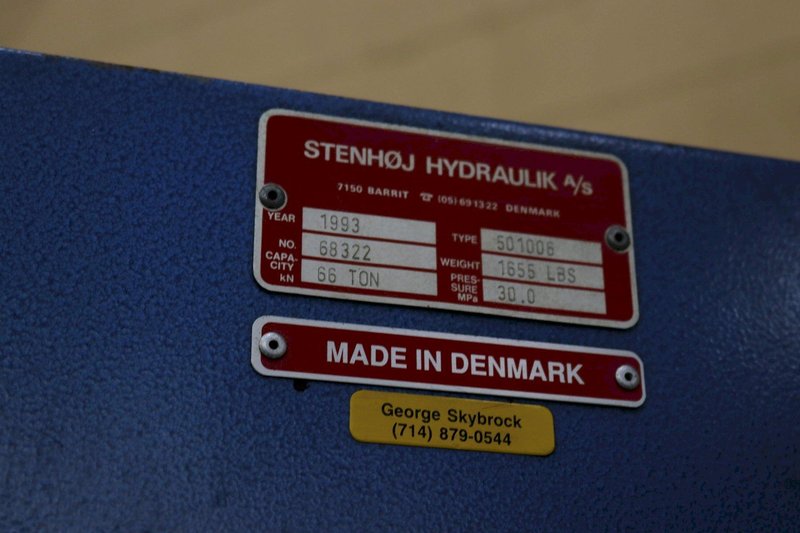 STENHØJ HYDRAULIK A/S
7150 BARRIT ☎ (05) 69 13 22 DENMARK
YEAR 1993
NO. 68322
CAPA-
CITY
kN 66 TON
TYPE 501006
WEIGHT 1655 LBS
PRES-
SURE
MPa 30.0
MADE IN DENMARK
George Skybrock
(714) 879-0544